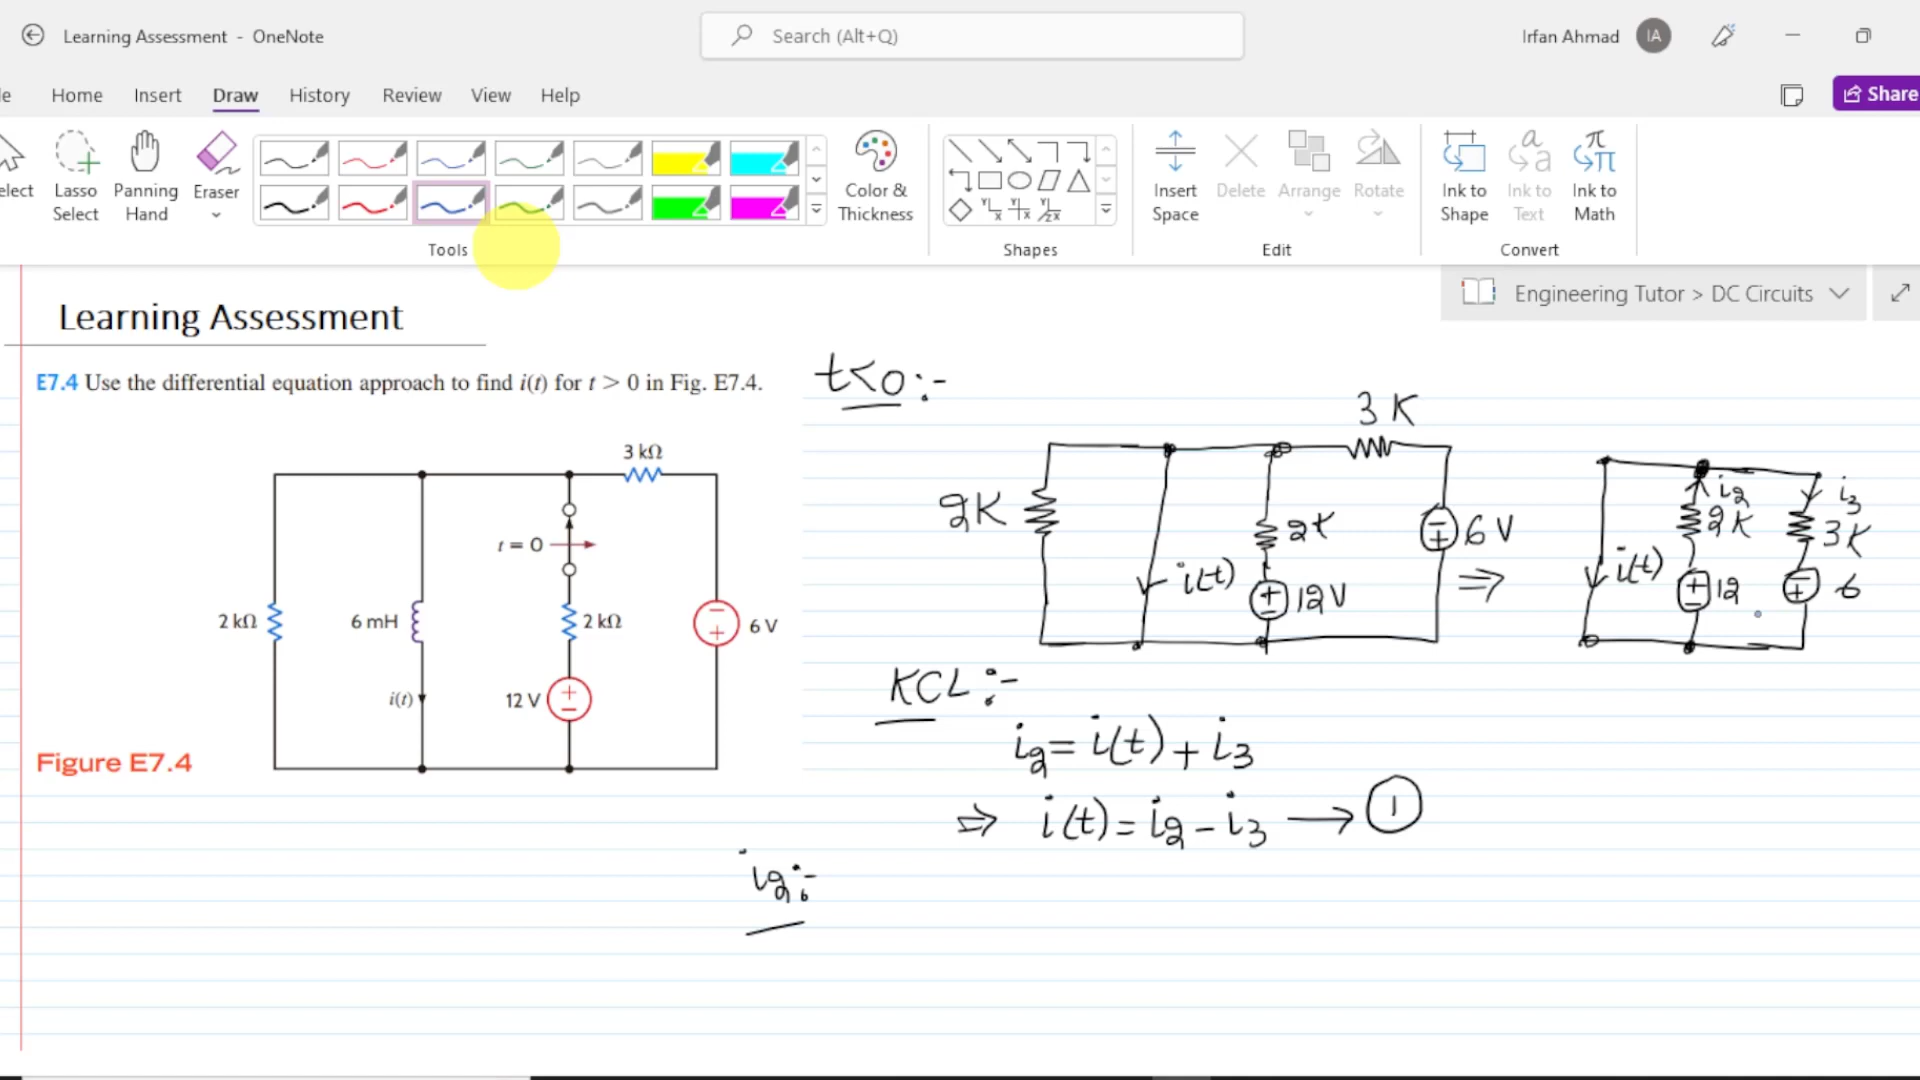 Learning Assessment - OneNote
Search (Alt+Q)
Irfan Ahmad IA
le Home Insert Draw History Review View Help
Share
elect
Lasso Select
Panning Hand
Eraser
Color & Thickness
Insert Space
Delete
Arrange
Rotate
Ink to Shape
Ink to Text
Ink to Math
Tools
Shapes
Edit
Convert
Engineering Tutor > DC Circuits
Learning Assessment
E7.4 Use the differential equation approach to find i(t) for t > 0 in Fig. E7.4.
3 kΩ
t = 0
2 kΩ
6 mH
2 kΩ
6 V
i(t)
12 V
Figure E7.4
t<0:-
3 K
2K
2K
6 V
i(t)
12V
⇒
i2
2K
i3
3K
i(t)
12
6
KCL:-
i2 = i(t) + i3
⇒ i(t) = i2 - i3 → 1
i2:-